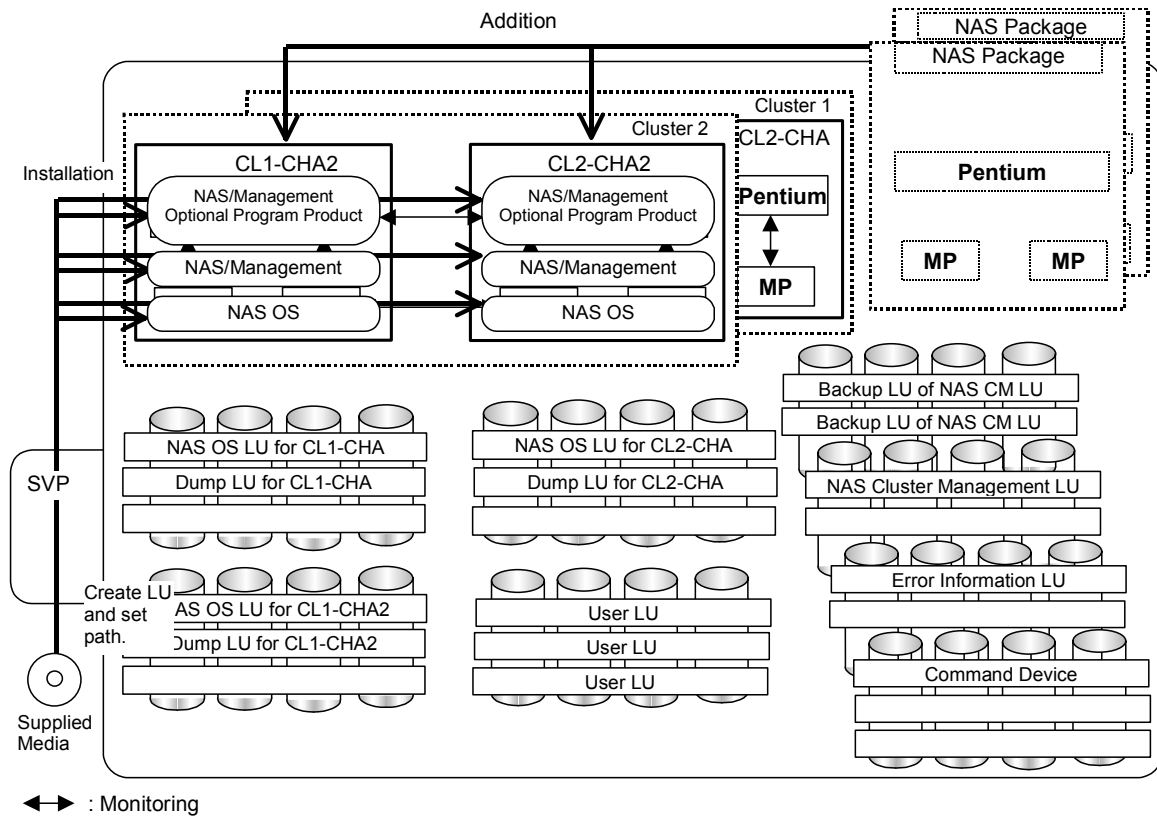 Addition
NAS Package
NAS Package
Pentium
MP
MP
Cluster 1
Cluster 2
CL2-CHA
Pentium
MP
Installation
CL1-CHA2
NAS/Management
Optional Program Product
NAS/Management
NAS OS
CL2-CHA2
NAS/Management
Optional Program Product
NAS/Management
NAS OS
NAS OS LU for CL1-CHA
Dump LU for CL1-CHA
NAS OS LU for CL2-CHA
Dump LU for CL2-CHA
Backup LU of NAS CM LU
Backup LU of NAS CM LU
NAS Cluster Management LU
Error Information LU
Command Device
SVP
Create LU
and set
path.
AS OS LU for CL1-CHA2
Dump LU for CL1-CHA2
User LU
User LU
User LU
Supplied
Media
: Monitoring